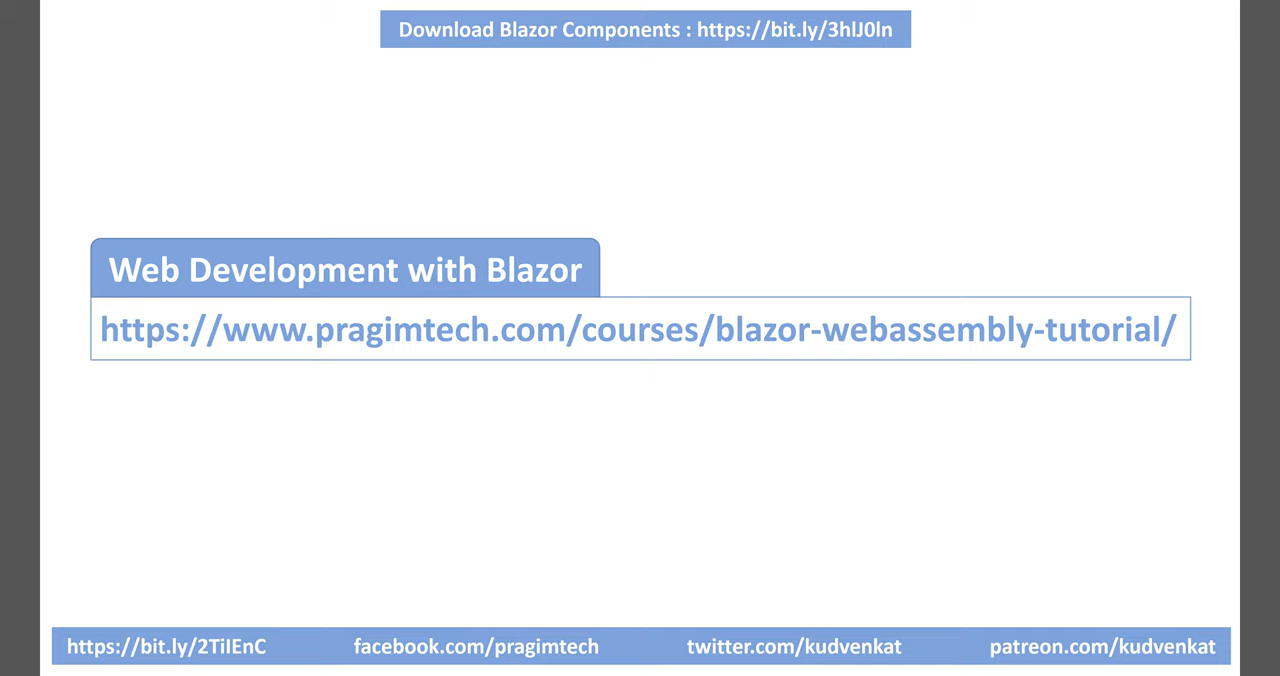 Download Blazor Components : https://bit.ly/3hlJ0ln
Web Development with Blazor
https://www.pragimtech.com/courses/blazor-webassembly-tutorial/
https://bit.ly/2TiIEnC facebook.com/pragimtech twitter.com/kudvenkat patreon.com/kudvenkat